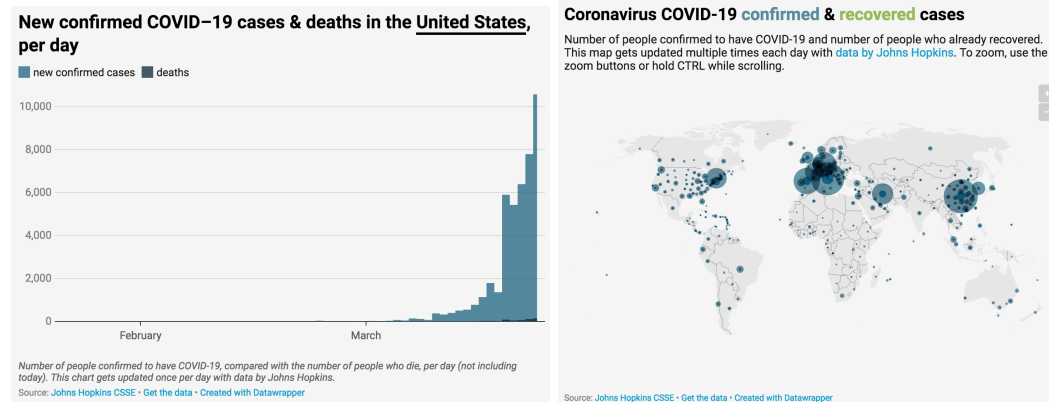 New confirmed COVID–19 cases & deaths in the United States,
per day
new confirmed cases deaths
10,000
8,000
6,000
4,000
2,000
0
February March
Number of people confirmed to have COVID-19, compared with the number of people who die, per day (not including
today). This chart gets updated once per day with data by Johns Hopkins.
Source: Johns Hopkins CSSE • Get the data • Created with Datawrapper
Coronavirus COVID-19 confirmed & recovered cases
Number of people confirmed to have COVID-19 and number of people who already recovered.
This map gets updated multiple times each day with data by Johns Hopkins. To zoom, use the
zoom buttons or hold CTRL while scrolling.
+
−
Source: Johns Hopkins CSSE • Get the data • Created with Datawrapper